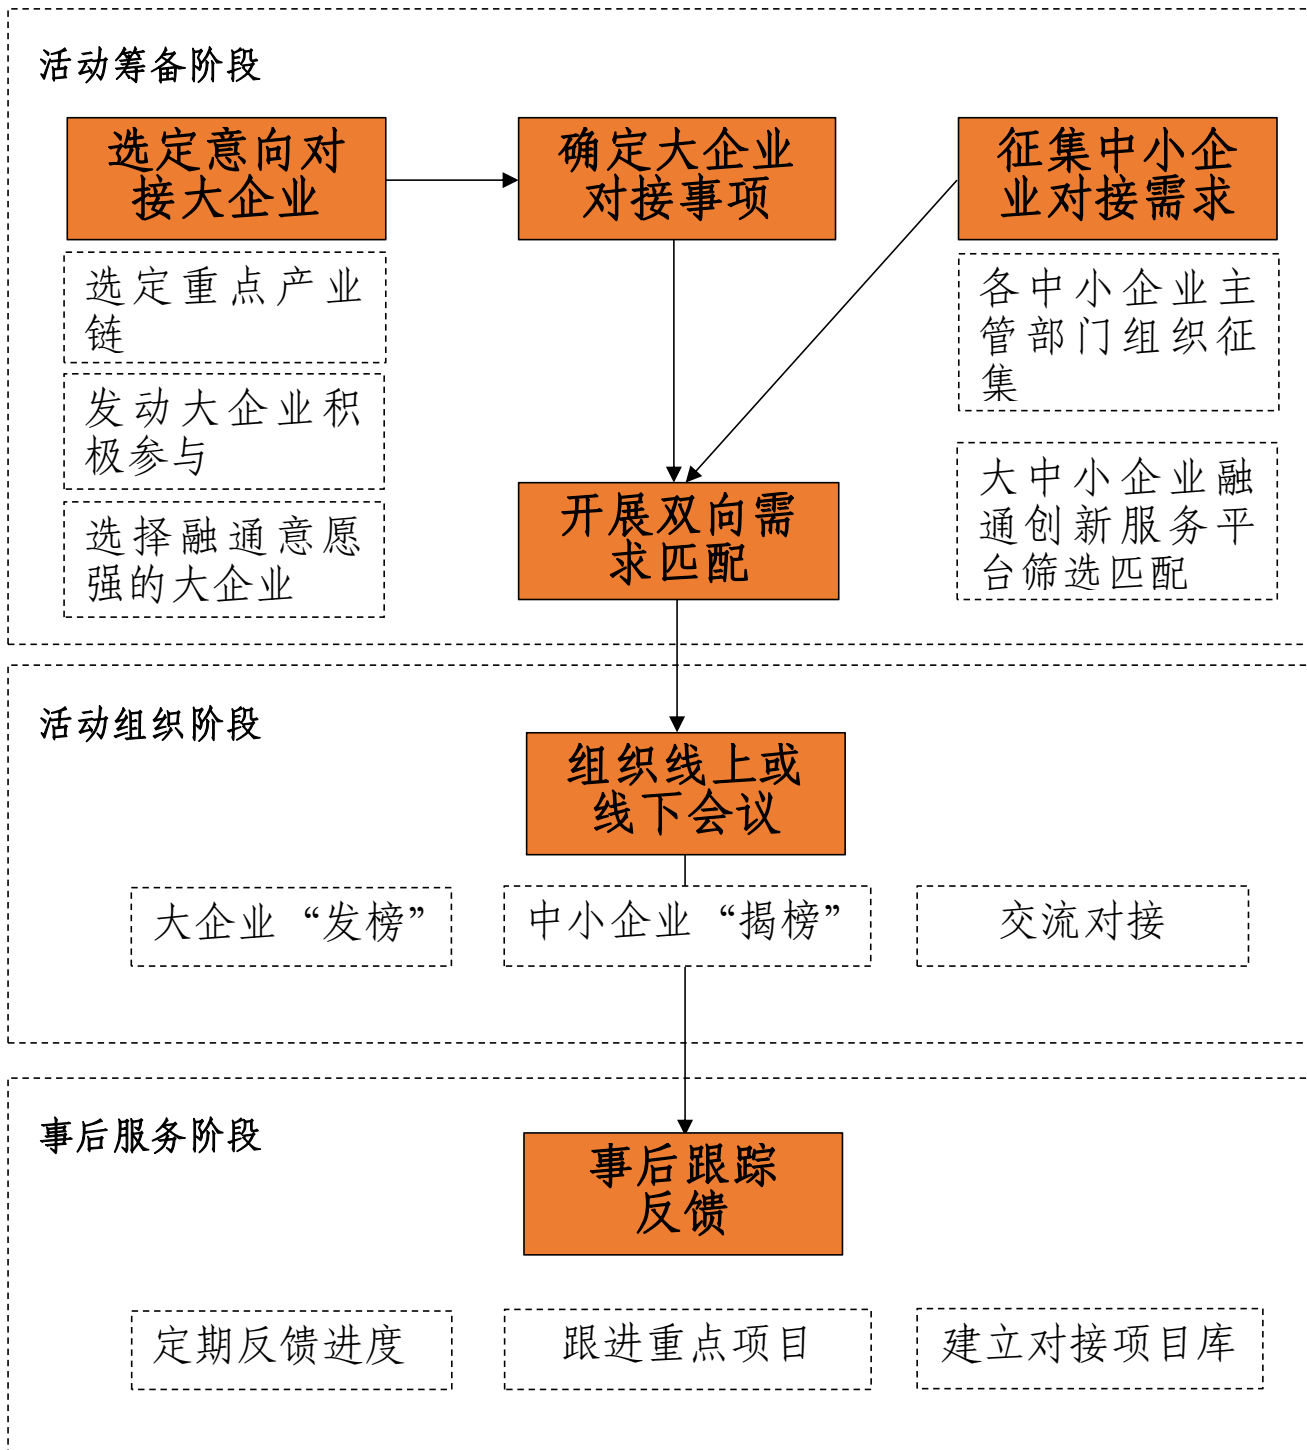 活动筹备阶段
选定意向对
接大企业
确定大企业
对接事项
征集中小企
业对接需求
选定重点产业
链
发动大企业积
极参与
选择融通意愿
强的大企业
各中小企业主
管部门组织征
集
大中小企业融
通创新服务平
台筛选匹配
开展双向需
求匹配
活动组织阶段
组织线上或
线下会议
大企业“发榜”
中小企业“揭榜”
交流对接
事后服务阶段
事后跟踪
反馈
定期反馈进度
跟进重点项目
建立对接项目库